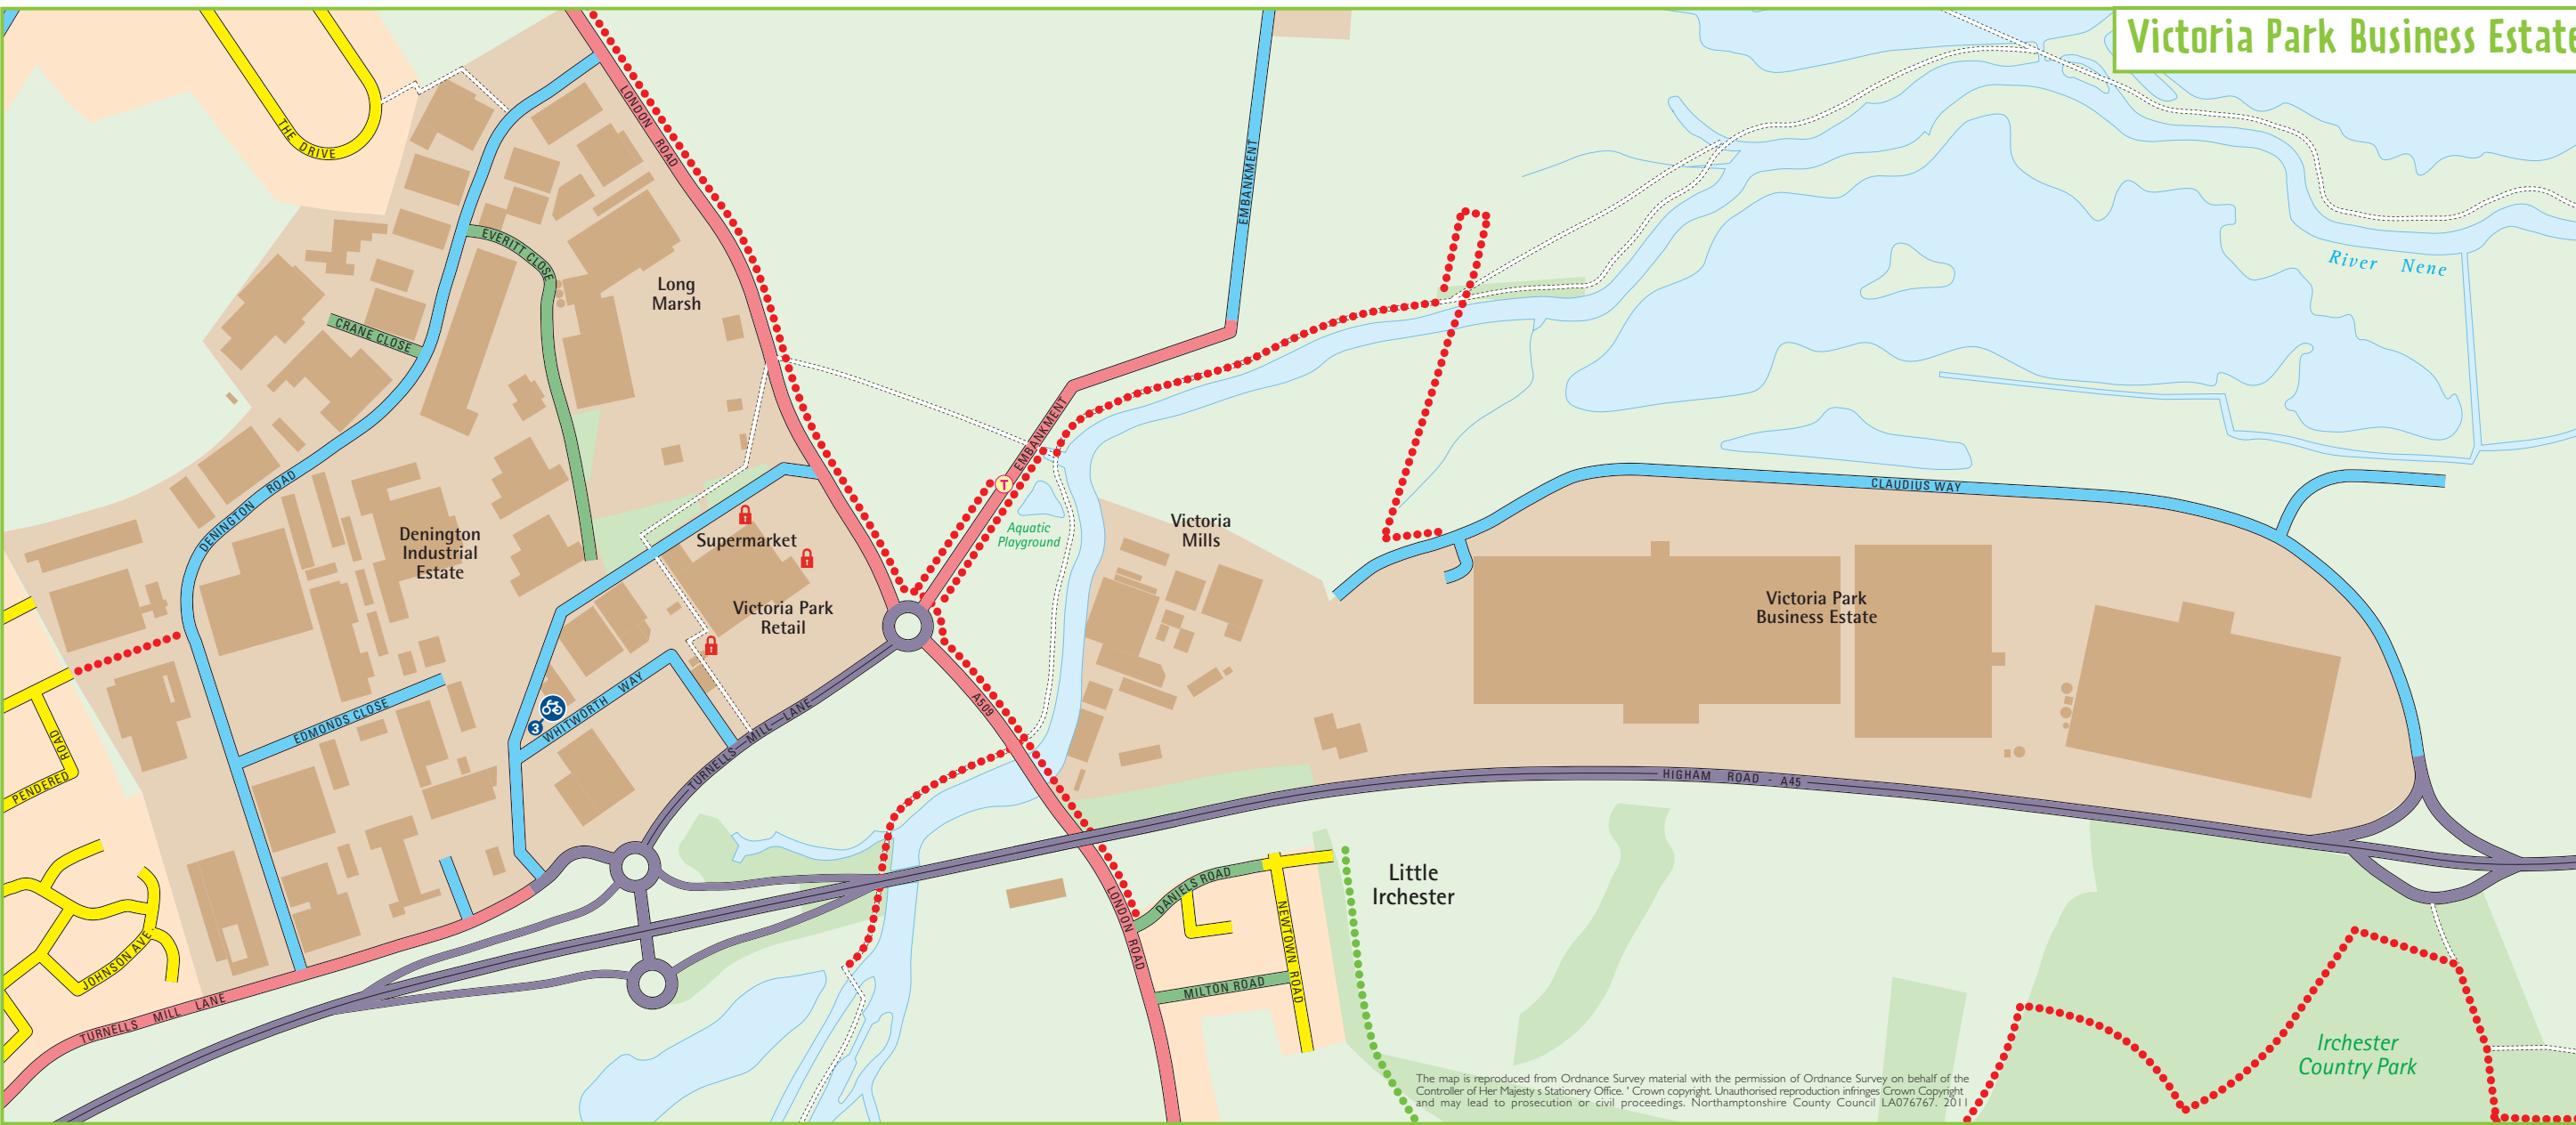 Victoria Park Business Estate
THE DRIVE
LONDON ROAD
EMBANKMENT
EVERITT CLOSE
River Nene
Long
Marsh
CRANE CLOSE
EMBANKMENT
T
DENINGTON ROAD
CLAUDIUS WAY
Aquatic
Playground
Victoria
Mills
Denington
Industrial
Estate
Supermarket
Victoria Park
Retail
Victoria Park
Business Estate
EDMONDS CLOSE
WHITWORTH WAY
3
A509
TURNELLS MILL LANE
PENDERED ROAD
HIGHAM ROAD - A45
Little
Irchester
DANIELS ROAD
LONDON ROAD
NEWTOWN ROAD
JOHNSON AVE
MILTON ROAD
TURNELLS MILL LANE
Irchester
Country Park
The map is reproduced from Ordnance Survey material with the permission of Ordnance Survey on behalf of the
Controller of Her Majesty s Stationery Office. ' Crown copyright. Unauthorised reproduction infringes Crown Copyright
and may lead to prosecution or civil proceedings. Northamptonshire County Council LA076767. 2011